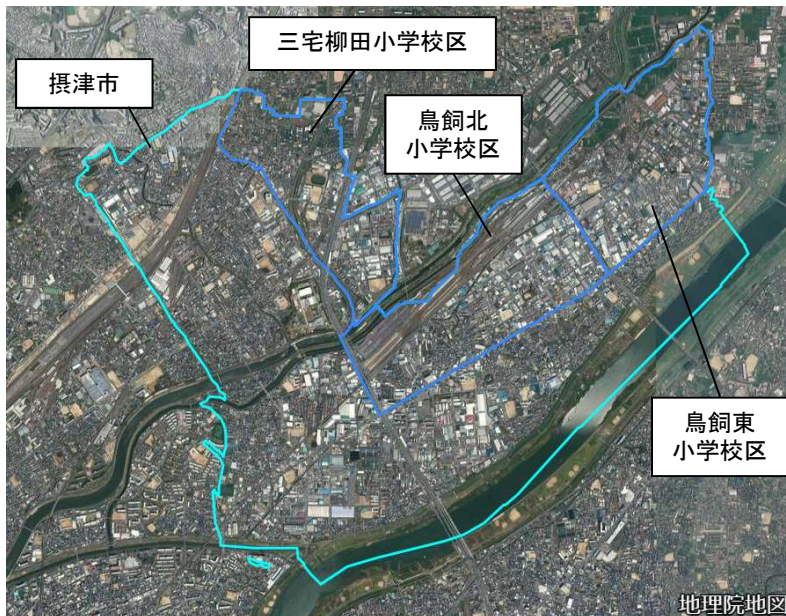 三宅柳田小学校区
摂津市
鳥飼北
小学校区
鳥飼東
小学校区
地理院地図